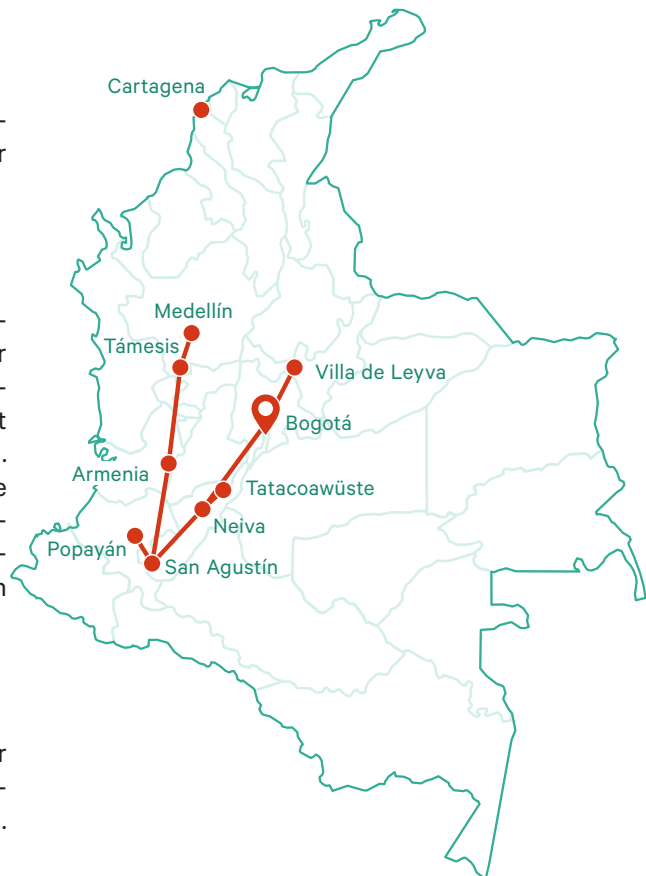 Cartagena
-
r
Medellín
-
Támesis
r
Villa de Leyva
-
t
Bogotá
.
Armenia
e
Tatacoawüste
-
Neiva
-
Popayán
San Agustín
n
r
-
.